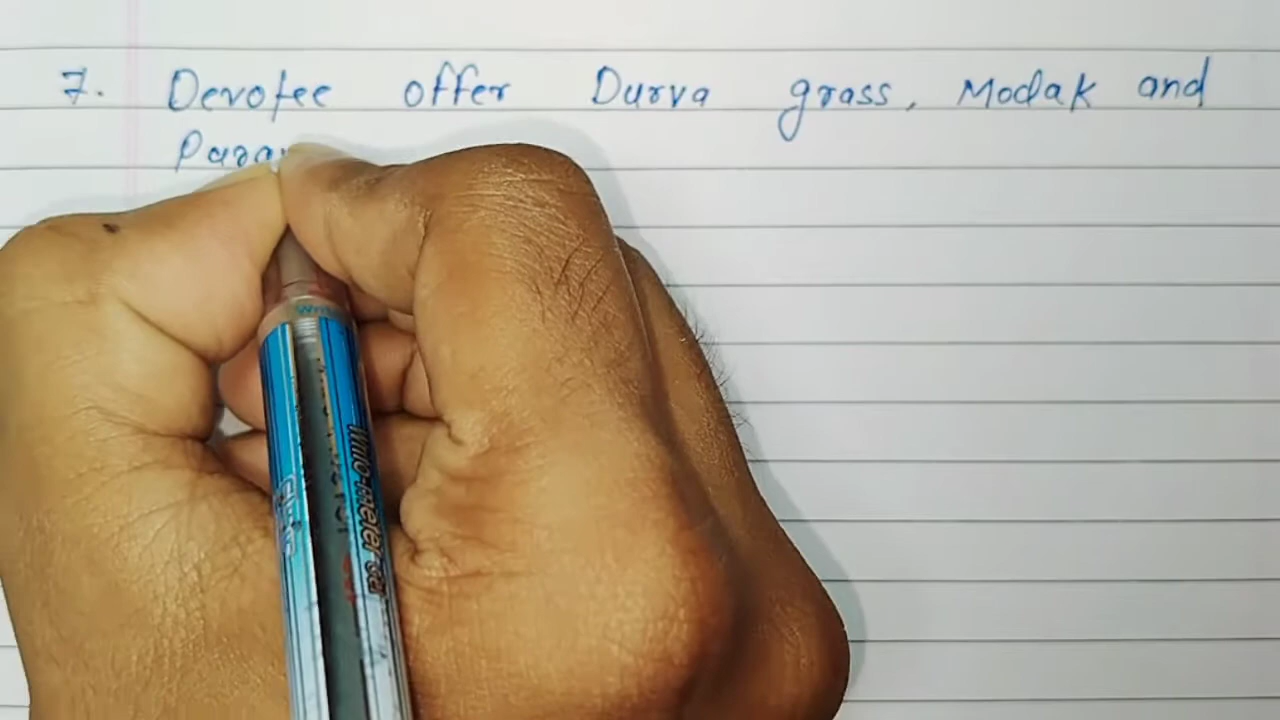 7. Devotee offer Durva grass, Modak and